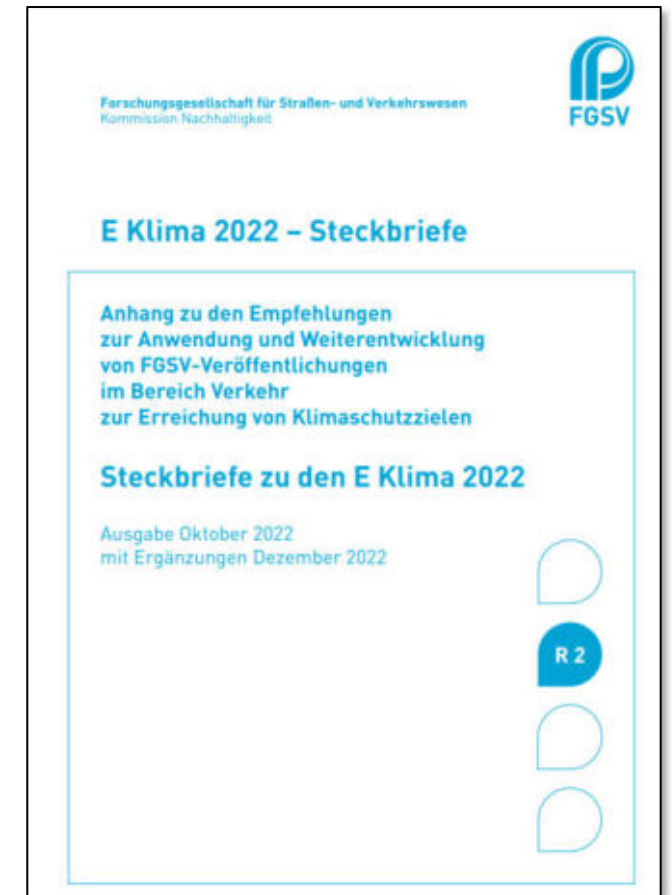 Forschungsgesellschaft für Straßen- und Verkehrswesen
Kommission Nachhaltigkeit
FGSV
E Klima 2022 – Steckbriefe
Anhang zu den Empfehlungen
zur Anwendung und Weiterentwicklung
von FGSV-Veröffentlichungen
im Bereich Verkehr
zur Erreichung von Klimaschutzzielen
Steckbriefe zu den E Klima 2022
Ausgabe Oktober 2022
mit Ergänzungen Dezember 2022
R 2